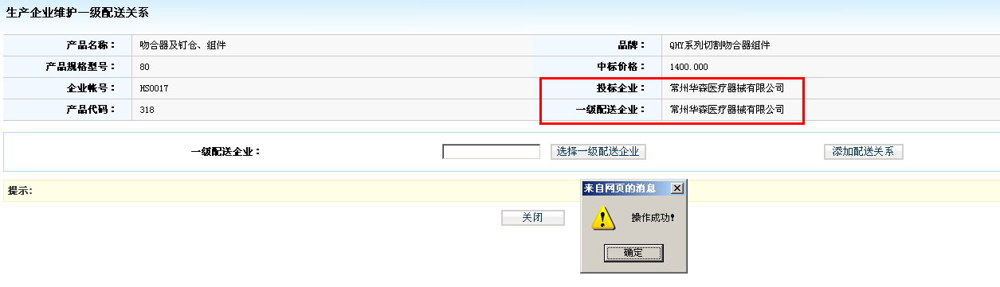 生产企业维护一级配送关系
产品名称： 吻合器及钉仓、组件 品牌： QHY系列切割吻合器组件
产品规格型号： 80 中标价格： 1400.000
企业帐号： HS0017 投标企业： 常州华森医疗器械有限公司
产品代码： 318 一级配送企业： 常州华森医疗器械有限公司
一级配送企业： 选择一级配送企业 添加配送关系
提示:
来自网页的消息
操作成功!
关闭
确定